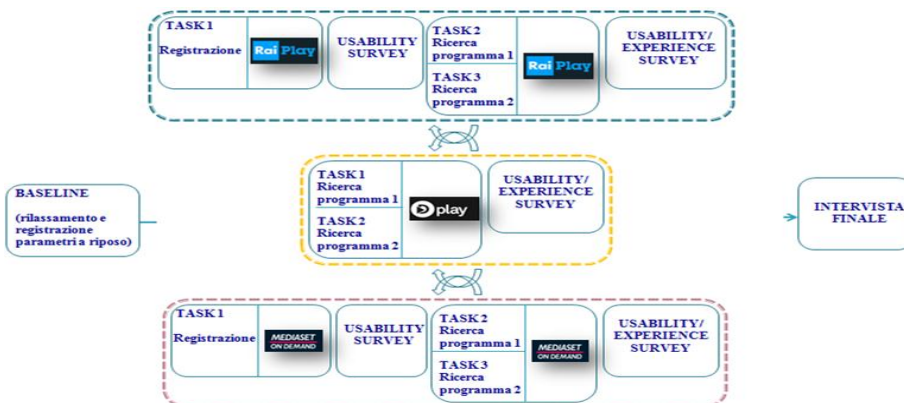 TASK 1
Registrazione
Rai Play
USABILITY
SURVEY
TASK 2
Ricerca
programma 1
TASK 3
Ricerca
programma 2
Rai Play
USABILITY/
EXPERIENCE
SURVEY
BASELINE
(rilassamento e
registrazione
parametri a riposo)
TASK 1
Ricerca
programma 1
TASK 2
Ricerca
programma 2
play
USABILITY/
EXPERIENCE
SURVEY
INTERVISTA
FINALE
TASK 1
Registrazione
MEDIASET
ON DEMAND
USABILITY
SURVEY
TASK 2
Ricerca
programma 1
TASK 3
Ricerca
programma 2
MEDIASET
ON DEMAND
USABILITY/
EXPERIENCE
SURVEY